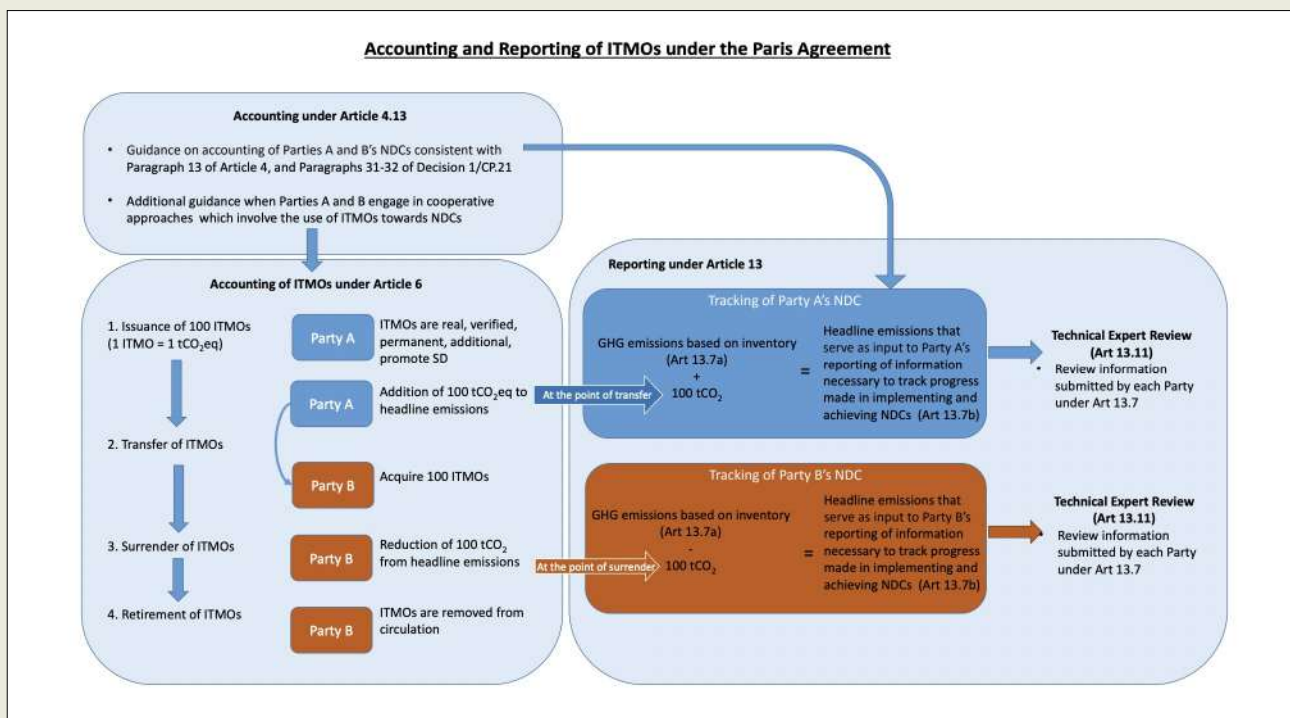 Accounting and Reporting of ITMOs under the Paris Agreement
Accounting under Article 4.13
• Guidance on accounting of Parties A and B's NDCs consistent with
Paragraph 13 of Article 4, and Paragraphs 31-32 of Decision 1/CP.21
• Additional guidance when Parties A and B engage in cooperative
approaches which involve the use of ITMOs towards NDCs
Accounting of ITMOs under Article 6
1. Issuance of 100 ITMOs
(1 ITMO = 1 tCO₂eq)
Party A
ITMOs are real, verified,
permanent, additional,
promote SD
Party A
Addition of 100 tCO₂eq to
headline emissions
2. Transfer of ITMOs
Party B
Acquire 100 ITMOs
3. Surrender of ITMOs
Party B
Reduction of 100 tCO₂
from headline emissions
4. Retirement of ITMOs
Party B
ITMOs are removed from
circulation
At the point of transfer
At the point of surrender
Reporting under Article 13
Tracking of Party A's NDC
GHG emissions based on inventory
(Art 13.7a)
+
100 tCO₂
=
Headline emissions that
serve as input to Party A's
reporting of information
necessary to track progress
made in implementing and
achieving NDCs (Art 13.7b)
Technical Expert Review
(Art 13.11)
• Review information
submitted by each Party
under Art 13.7
Tracking of Party B's NDC
GHG emissions based on inventory
(Art 13.7a)
-
100 tCO₂
=
Headline emissions that
serve as input to Party B's
reporting of information
necessary to track progress
made in implementing and
achieving NDCs (Art 13.7b)
Technical Expert Review
(Art 13.11)
• Review information
submitted by each Party
under Art 13.7